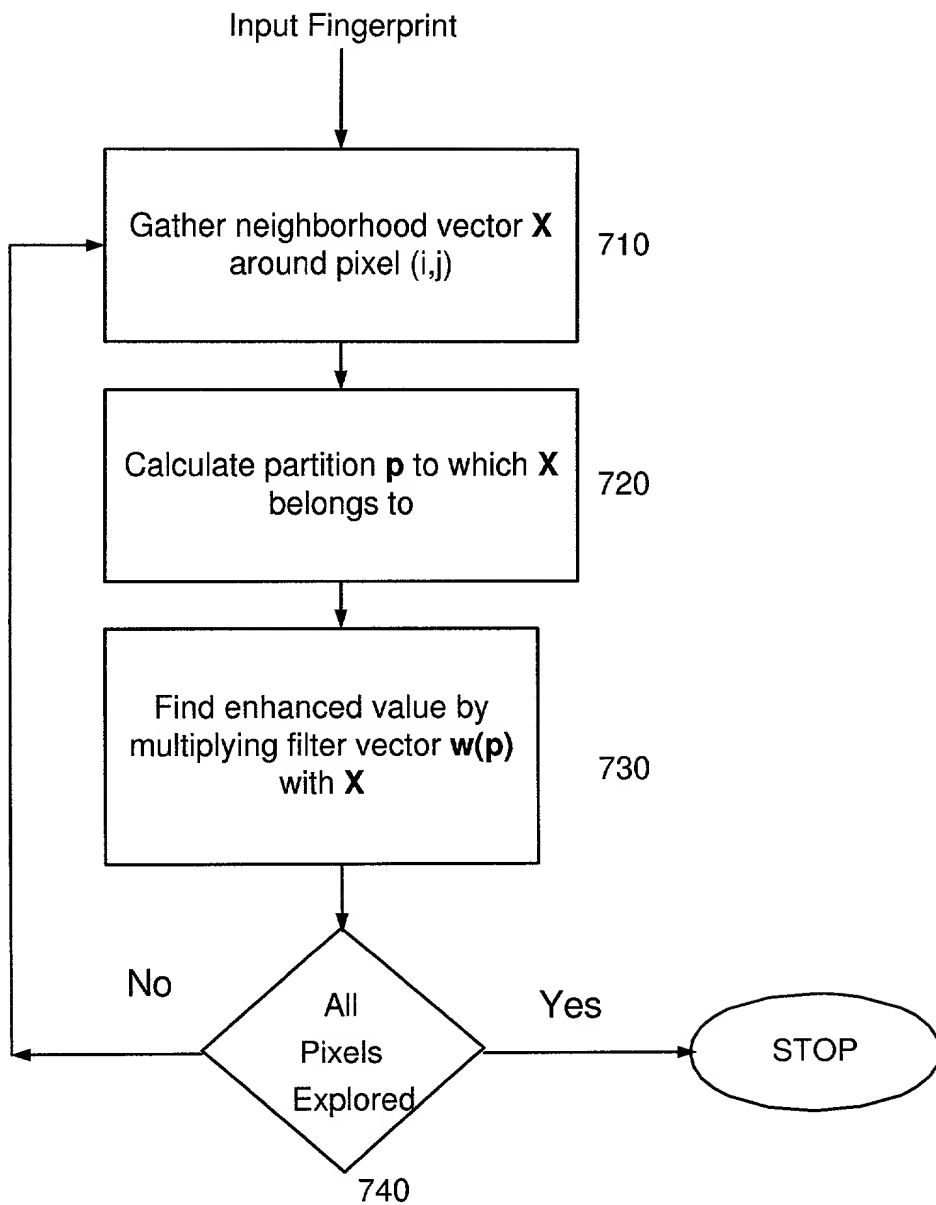 Input Fingerprint
Gather neighborhood vector X
around pixel (i,j)
710
Calculate partition p to which X
belongs to
720
Find enhanced value by
multiplying filter vector w(p)
with X
730
No
All
Pixels
Explored
Yes
STOP
740